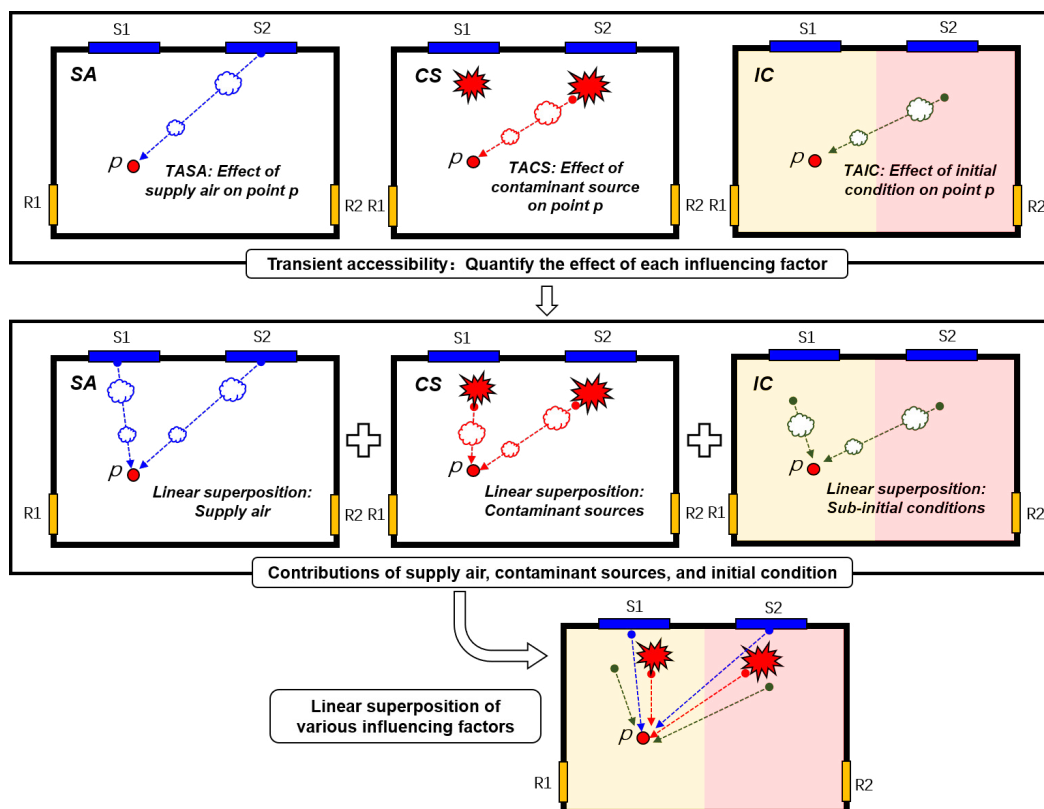 S1
S2
SA
p
TASA: Effect of
supply air on point p
R1
R2
S1
S2
CS
p
TACS: Effect of
contaminant source
on point p
R1
R2
S1
S2
IC
p
TAIC: Effect of initial
condition on point p
R1
R2
Transient accessibility: Quantify the effect of each influencing factor
S1
S2
SA
p
Linear superposition:
Supply air
R1
R2
S1
S2
CS
p
Linear superposition:
Contaminant sources
R1
R2
S1
S2
IC
p
Linear superposition:
Sub-initial conditions
R1
R2
Contributions of supply air, contaminant sources, and initial condition
S1
S2
Linear superposition of
various influencing factors
p
R1
R2